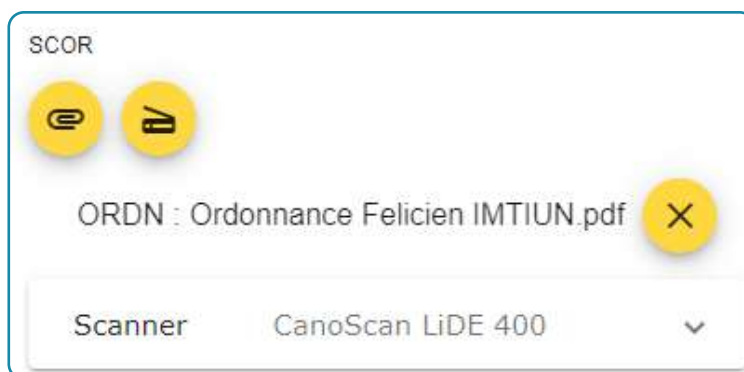 SCOR
ORDN : Ordonnance Felicien IMTIUN.pdf
Scanner CanoScan LiDE 400